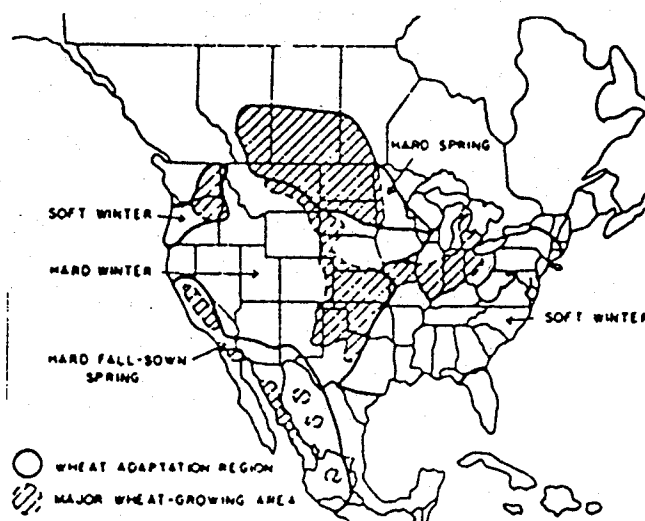 HARD SPRING
SOFT WINTER
HARD WINTER
SOFT WINTER
HARD FALL-SOWN
SPRING
WHEAT ADAPTATION REGION
MAJOR WHEAT-GROWING AREA